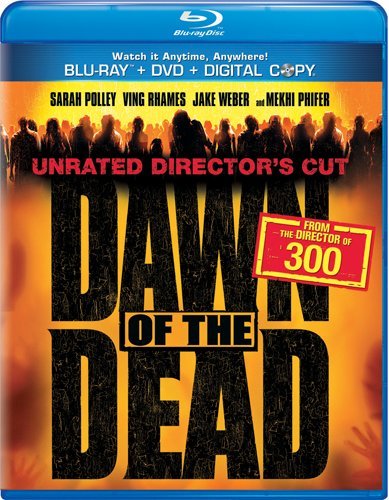 Blu-ray Disc
Watch it Anytime, Anywhere!
BLU-RAY™ + DVD + DIGITAL COPY
SARAH POLLEY VING RHAMES JAKE WEBER and MEKHI PHIFER
UNRATED DIRECTOR'S CUT
DAWN
OF THE
DEAD
FROM
THE DIRECTOR OF
300